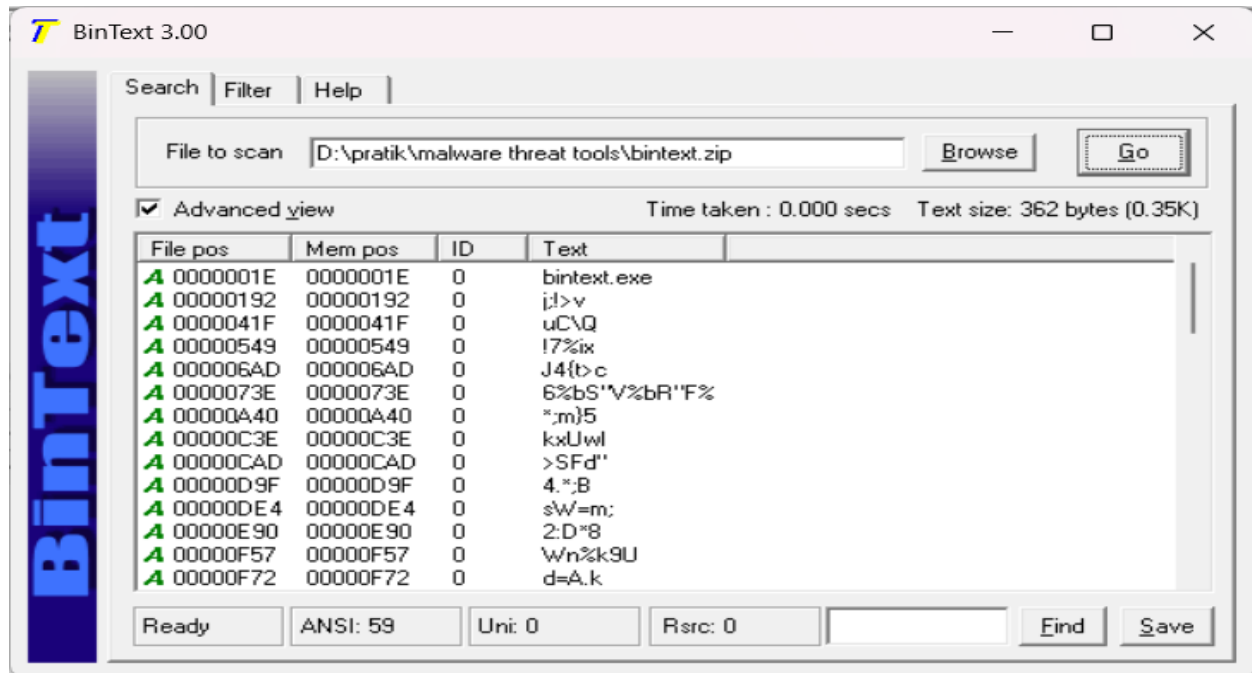 BinText 3.00
Search Filter Help
File to scan D:\pratik\malware threat tools\bintext.zip Browse Go
Advanced view Time taken : 0.000 secs Text size: 362 bytes (0.35K)
File pos Mem pos ID Text
A 0000001E 0000001E 0 bintext.exe
A 00000192 00000192 0 j;!>v
A 0000041F 0000041F 0 uC\Q
A 00000549 00000549 0 !7%ix
A 000006AD 000006AD 0 J4{t>c
A 0000073E 0000073E 0 6%bS"V%bR"F%
A 00000A40 00000A40 0 *;m}5
A 00000C3E 00000C3E 0 kxUwl
A 00000CAD 00000CAD 0 >SFd"
A 00000D9F 00000D9F 0 4.*;B
A 00000DE4 00000DE4 0 sW=m;
A 00000E90 00000E90 0 2:D*8
A 00000F57 00000F57 0 Wn%k9U
A 00000F72 00000F72 0 d=A.k
Ready ANSI: 59 Uni: 0 Rsrc: 0 Find Save
BinText